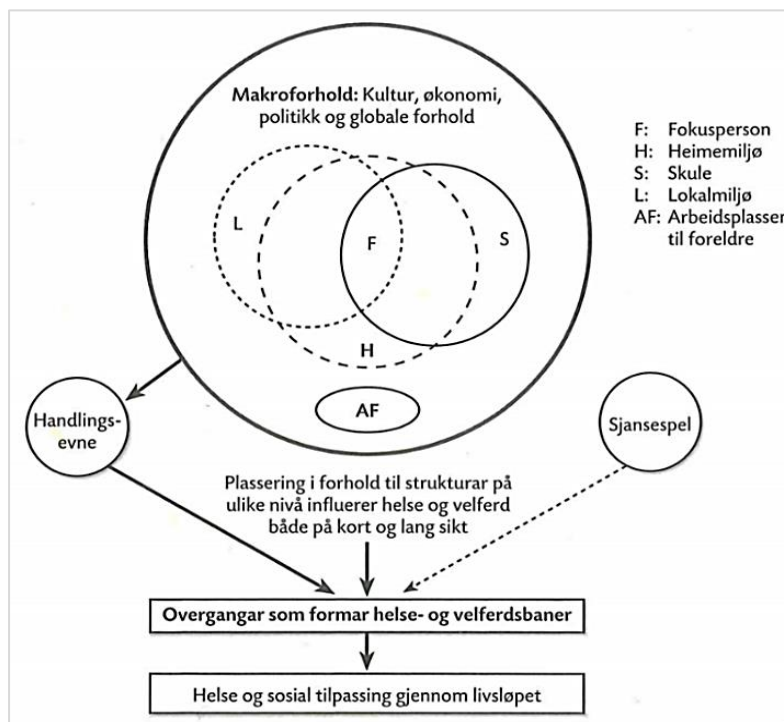 Makroforhold: Kultur, økonomi,
politikk og globale forhold
F: Fokusperson
H: Heimemiljø
S: Skule
L: Lokalmiljø
AF: Arbeidsplassen
til foreldre
L
F
S
H
AF
Handlings-
evne
Sjansespel
Plassering i forhold til strukturar på
ulike nivå influerer helse og velferd
både på kort og lang sikt
Overgangar som formar helse- og velferdsbaner
Helse og sosial tilpassing gjennom livsløpet